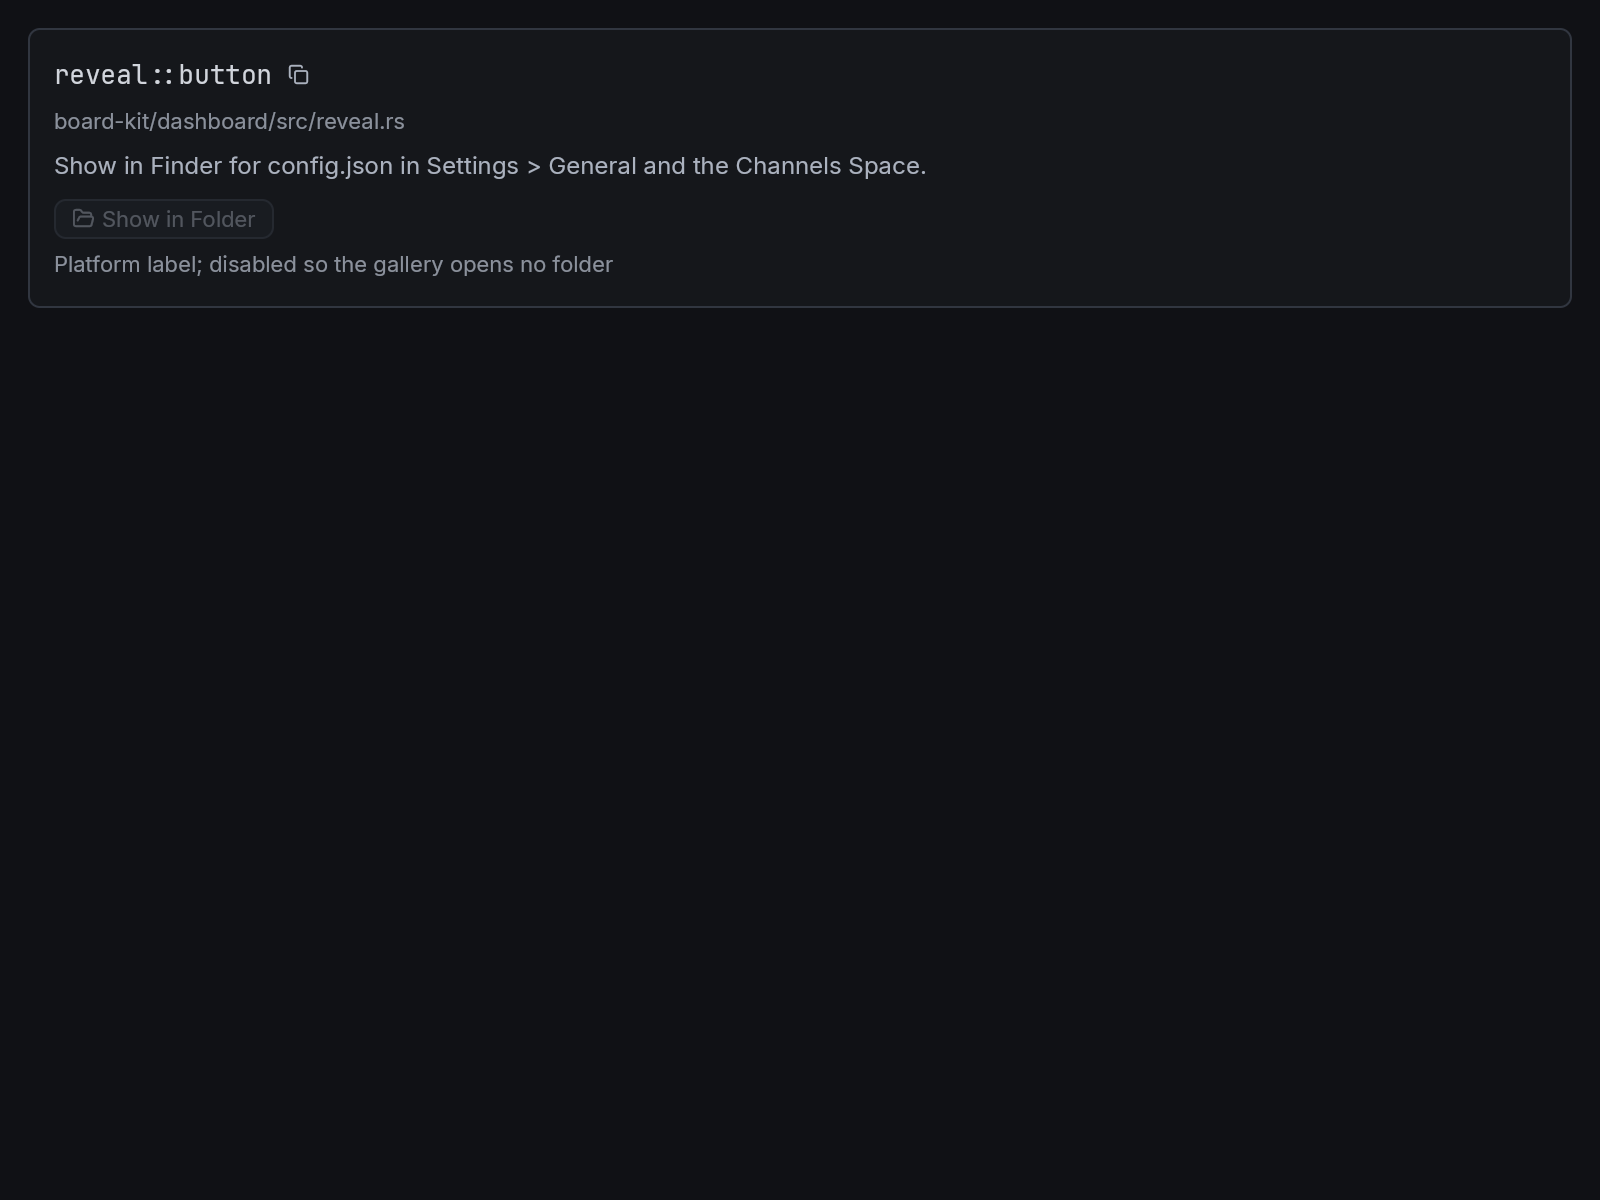 reveal::button
board-kit/dashboard/src/reveal.rs
Show in Finder for config.json in Settings > General and the Channels Space.
Show in Folder
Platform label; disabled so the gallery opens no folder